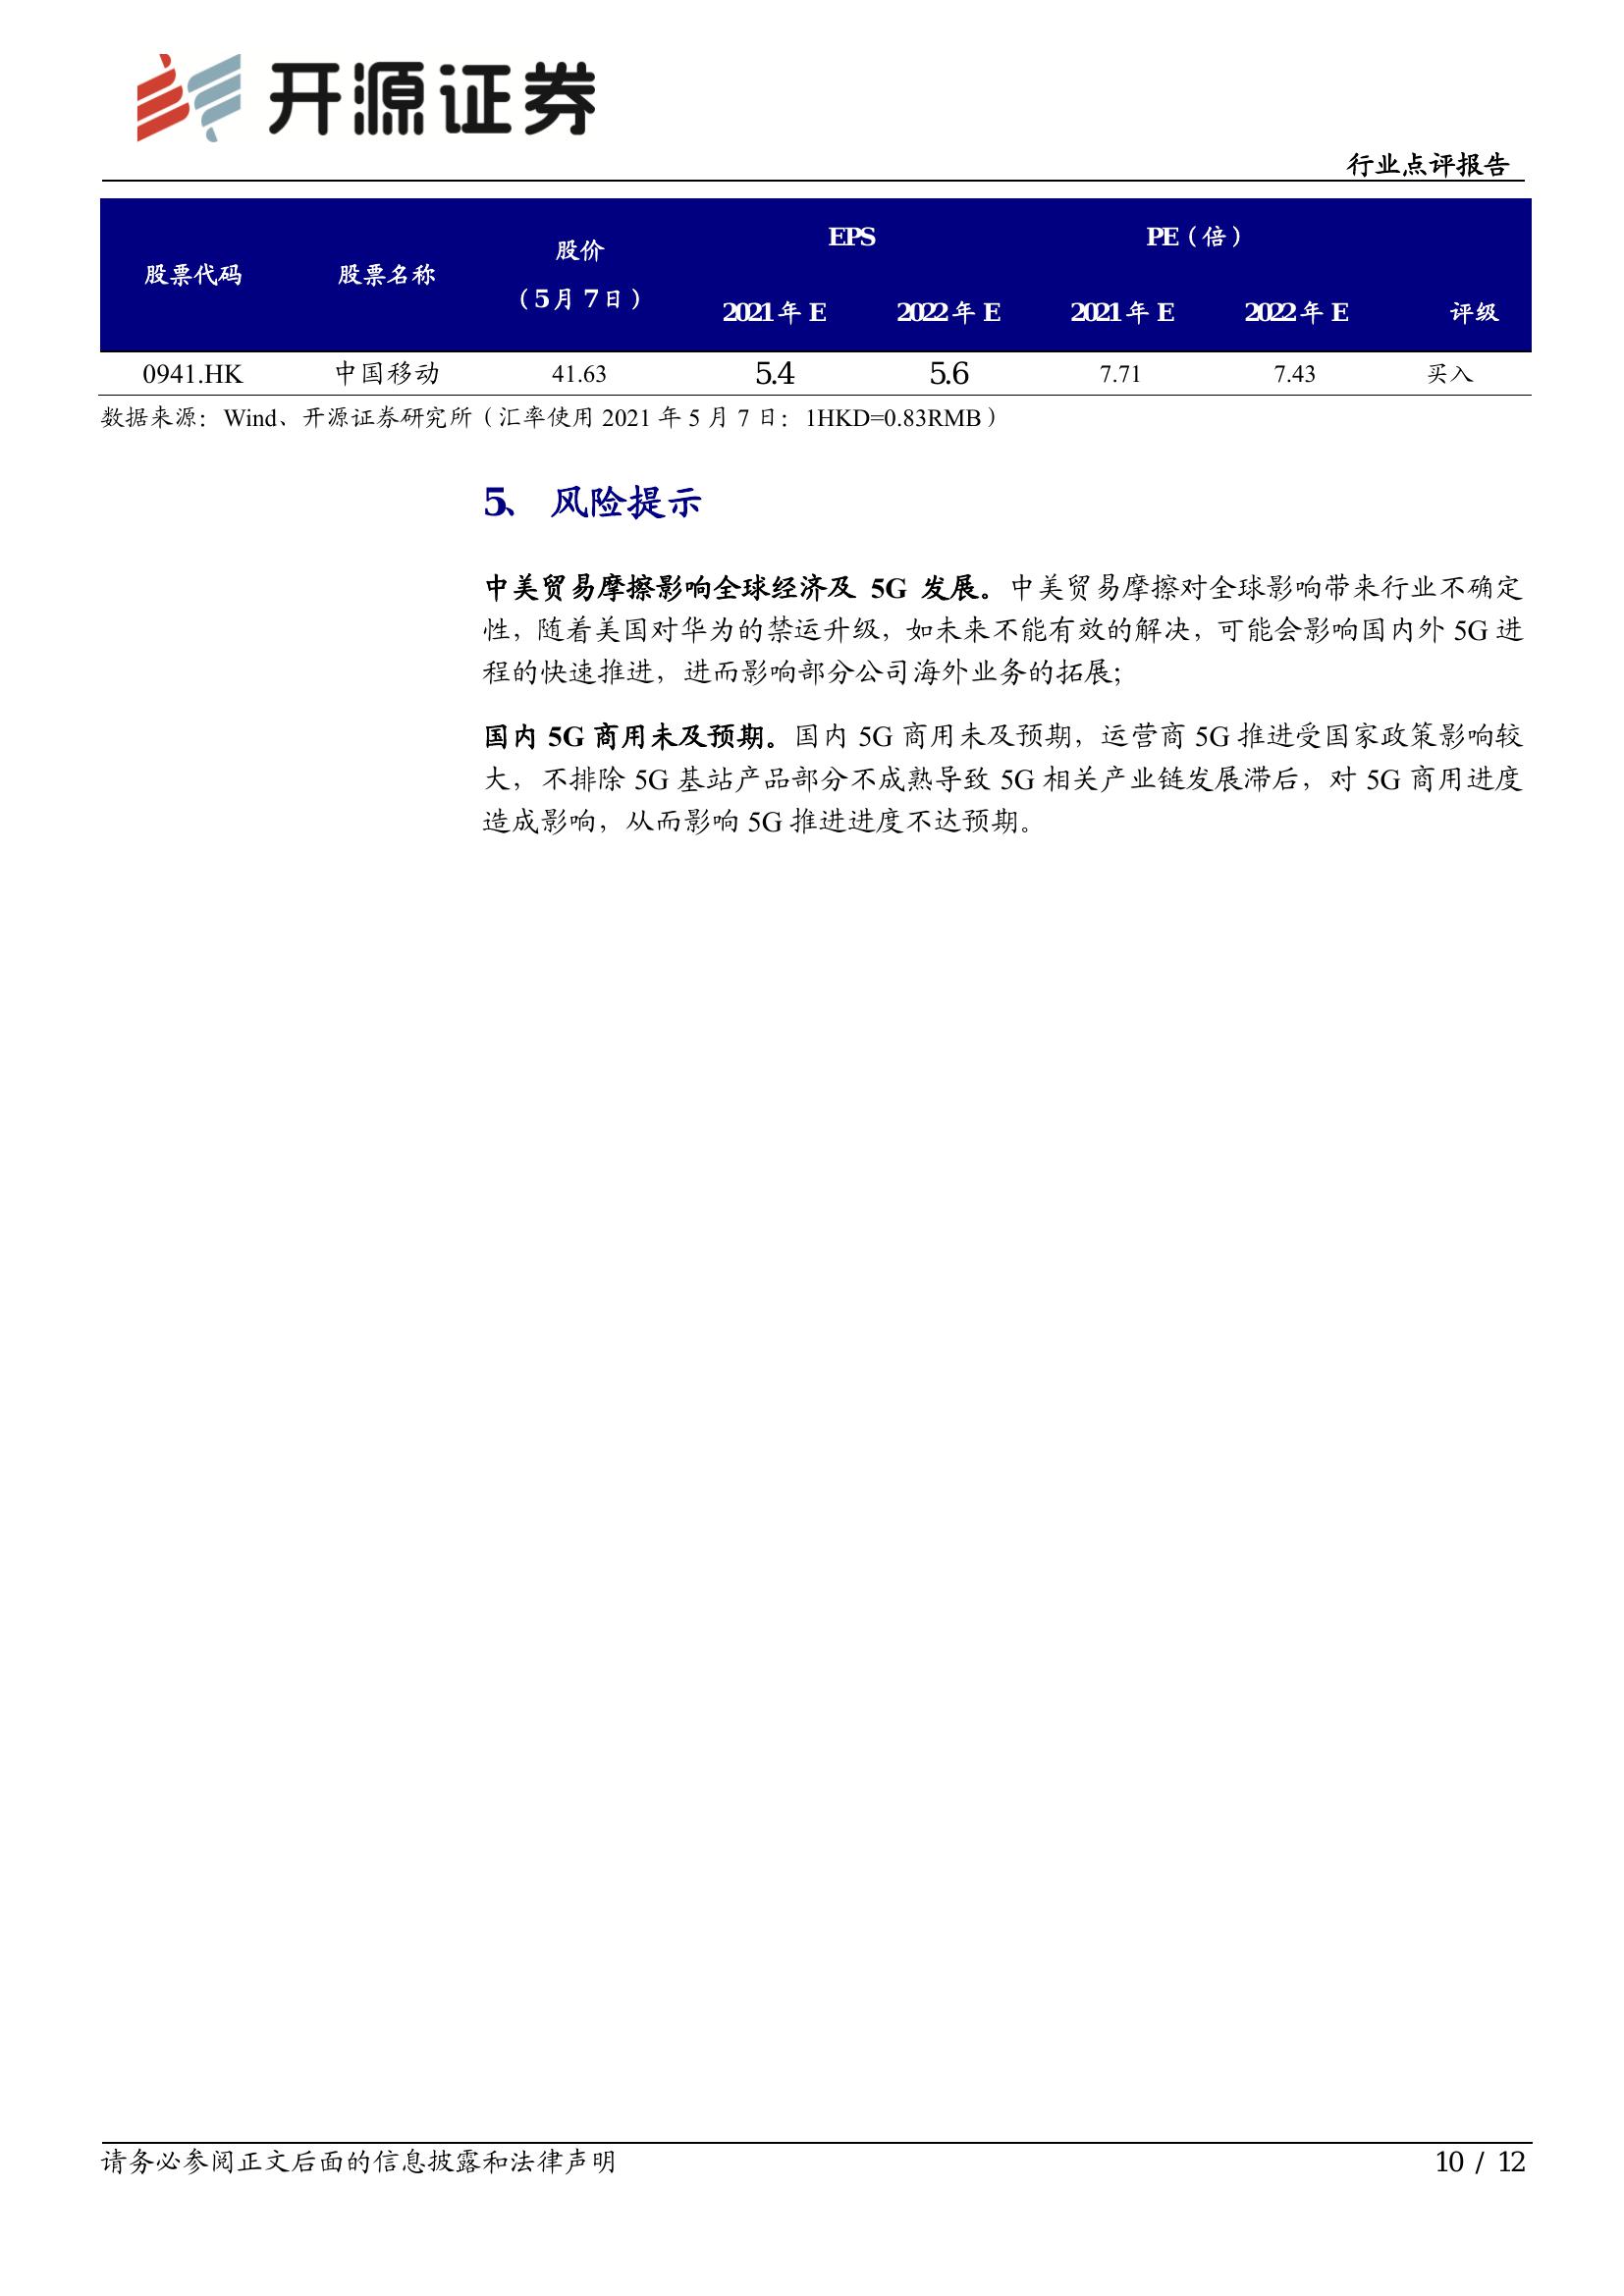 开源证券
行业点评报告
股票代码 股票名称 股价 EPS PE（倍） 评级
（5月7日） 2021年E 2022年E 2021年E 2022年E
0941.HK 中国移动 41.63 5.4 5.6 7.71 7.43 买入
数据来源：Wind、开源证券研究所（汇率使用 2021 年 5 月 7 日：1HKD=0.83RMB）
5、 风险提示
中美贸易摩擦影响全球经济及 5G 发展。中美贸易摩擦对全球影响带来行业不确定
性，随着美国对华为的禁运升级，如未来不能有效的解决，可能会影响国内外 5G 进
程的快速推进，进而影响部分公司海外业务的拓展；
国内 5G 商用未及预期。国内 5G 商用未及预期，运营商 5G 推进受国家政策影响较
大，不排除 5G 基站产品部分不成熟导致 5G 相关产业链发展滞后，对 5G 商用进度
造成影响，从而影响 5G 推进进度不达预期。
请务必参阅正文后面的信息披露和法律声明
10 / 12